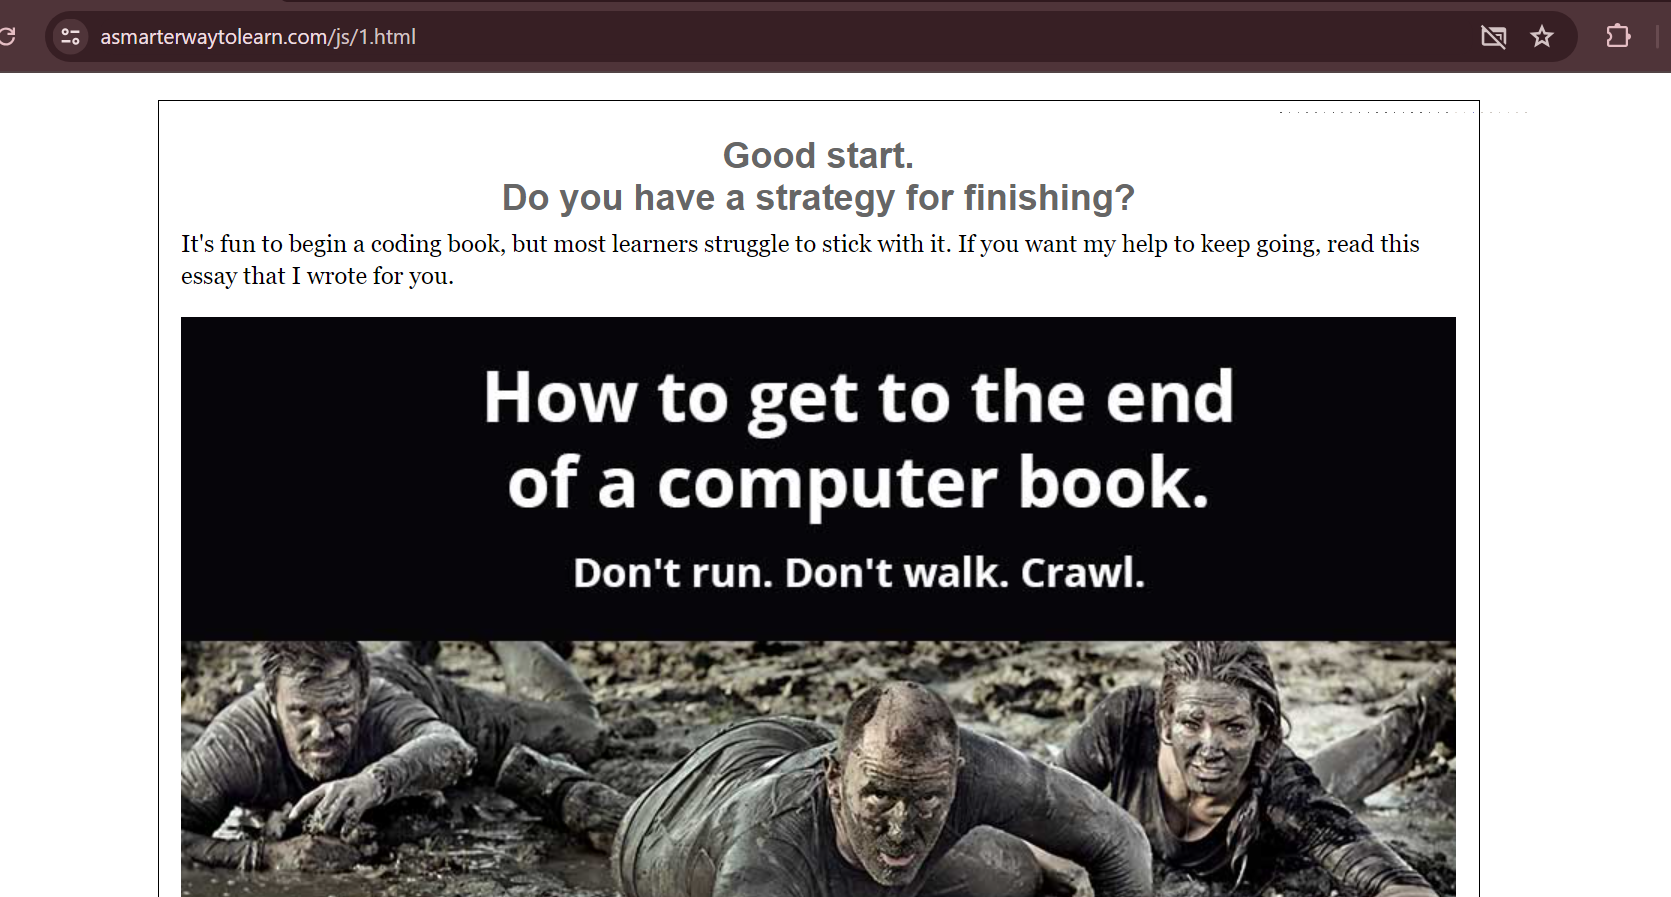 asmarterwaytolearn.com/js/1.html
Good start.
Do you have a strategy for finishing?
It's fun to begin a coding book, but most learners struggle to stick with it. If you want my help to keep going, read this
essay that I wrote for you.
How to get to the end
of a computer book.
Don't run. Don't walk. Crawl.